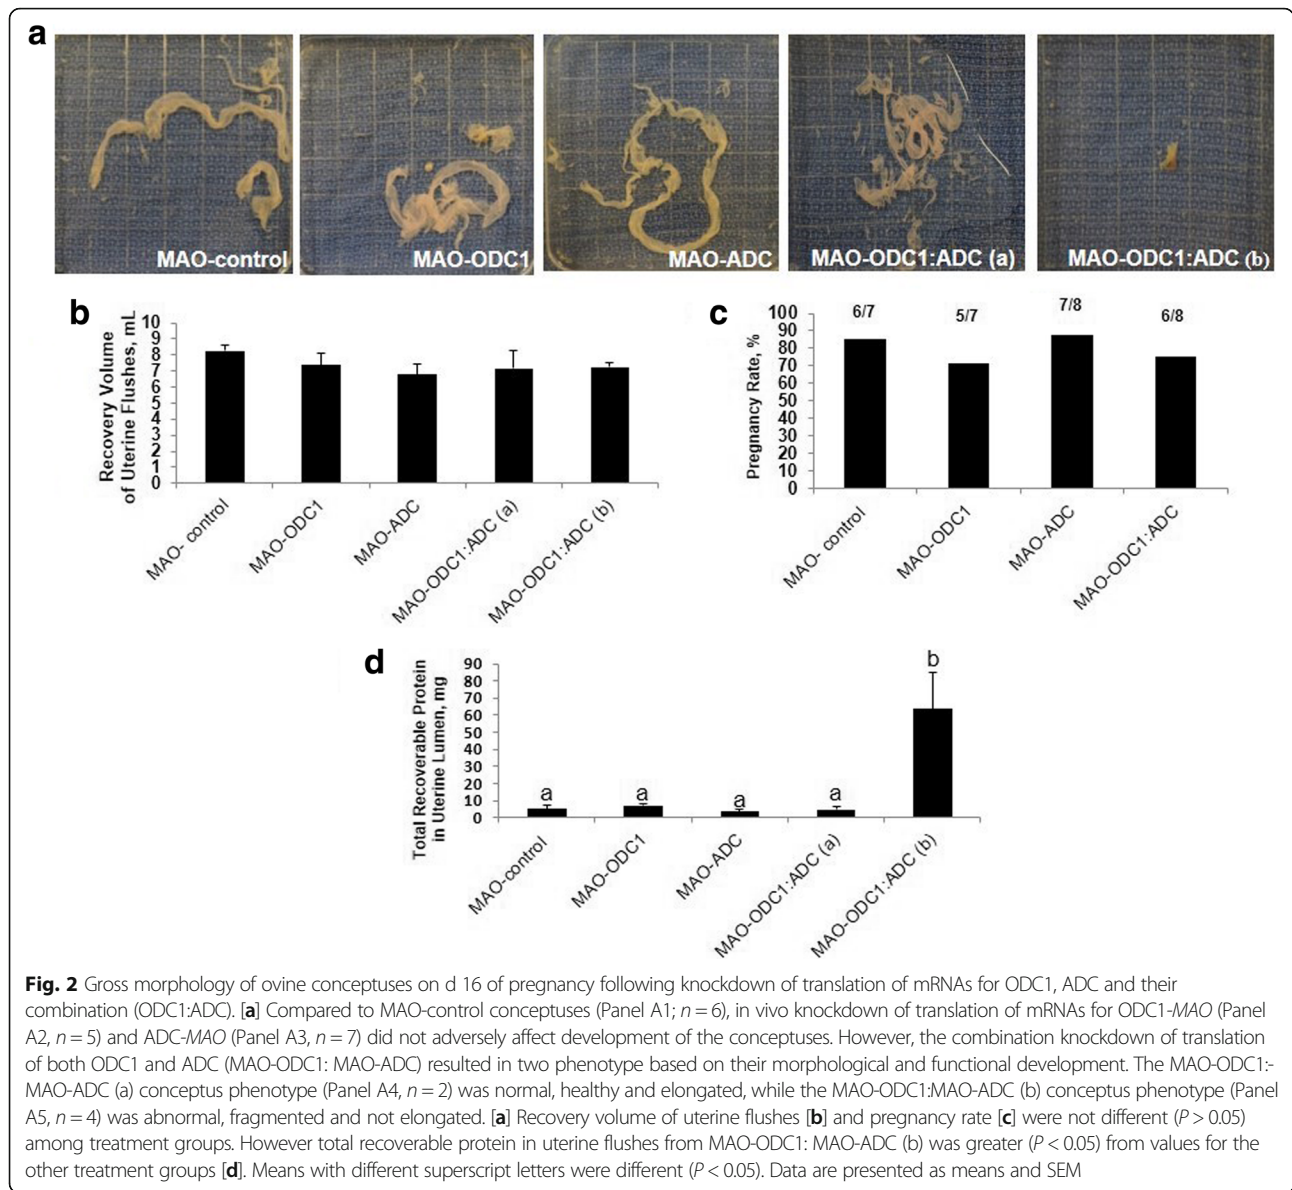 a
MAO-control
MAO-ODC1
MAO-ADC
MAO-ODC1:ADC (a)
MAO-ODC1:ADC (b)
b
Recovery Volume
of Uterine Flushes, mL
10
9
8
7
6
5
4
3
2
1
0
MAO- control
MAO-ODC1
MAO-ADC
MAO-ODC1:ADC (a)
MAO-ODC1:ADC (b)
c
Pregnancy Rate, %
100
90
80
70
60
50
40
30
20
10
0
6/7
5/7
7/8
6/8
MAO- control
MAO-ODC1
MAO-ADC
MAO-ODC1:ADC
d
Total Recoverable Protein
in Uterine Lumen, mg
90
80
70
60
50
40
30
20
10
0
a
a
a
a
b
MAO-control
MAO-ODC1
MAO-ADC
MAO-ODC1:ADC (a)
MAO-ODC1:ADC (b)
Fig. 2 Gross morphology of ovine conceptuses on d 16 of pregnancy following knockdown of translation of mRNAs for ODC1, ADC and their
combination (ODC1:ADC). [a] Compared to MAO-control conceptuses (Panel A1; n = 6), in vivo knockdown of translation of mRNAs for ODC1-MAO (Panel
A2, n = 5) and ADC-MAO (Panel A3, n = 7) did not adversely affect development of the conceptuses. However, the combination knockdown of translation
of both ODC1 and ADC (MAO-ODC1: MAO-ADC) resulted in two phenotype based on their morphological and functional development. The MAO-ODC1:-
MAO-ADC (a) conceptus phenotype (Panel A4, n = 2) was normal, healthy and elongated, while the MAO-ODC1:MAO-ADC (b) conceptus phenotype (Panel
A5, n = 4) was abnormal, fragmented and not elongated. [a] Recovery volume of uterine flushes [b] and pregnancy rate [c] were not different (P > 0.05)
among treatment groups. However total recoverable protein in uterine flushes from MAO-ODC1: MAO-ADC (b) was greater (P < 0.05) from values for the
other treatment groups [d]. Means with different superscript letters were different (P < 0.05). Data are presented as means and SEM